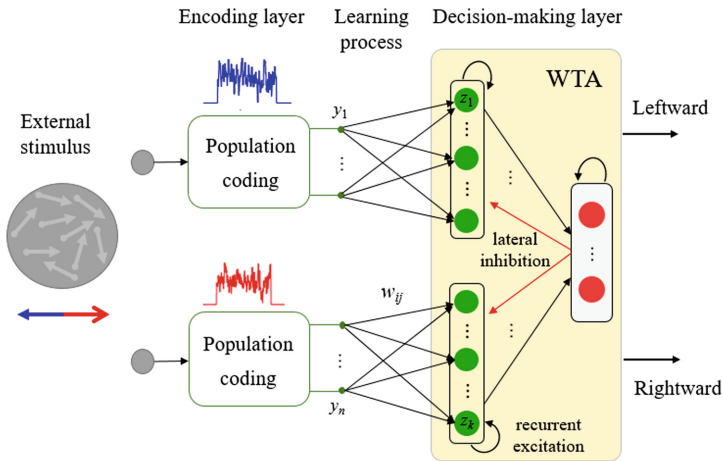 Encoding layer
Learning
process
Decision-making layer
WTA
External
stimulus
Population
coding
y1
⋮
z1
⋮
⋮
⋮
Leftward
lateral
inhibition
⋮
wij
Population
coding
⋮
yn
⋮
⋮
zk
⋮
recurrent
excitation
Rightward